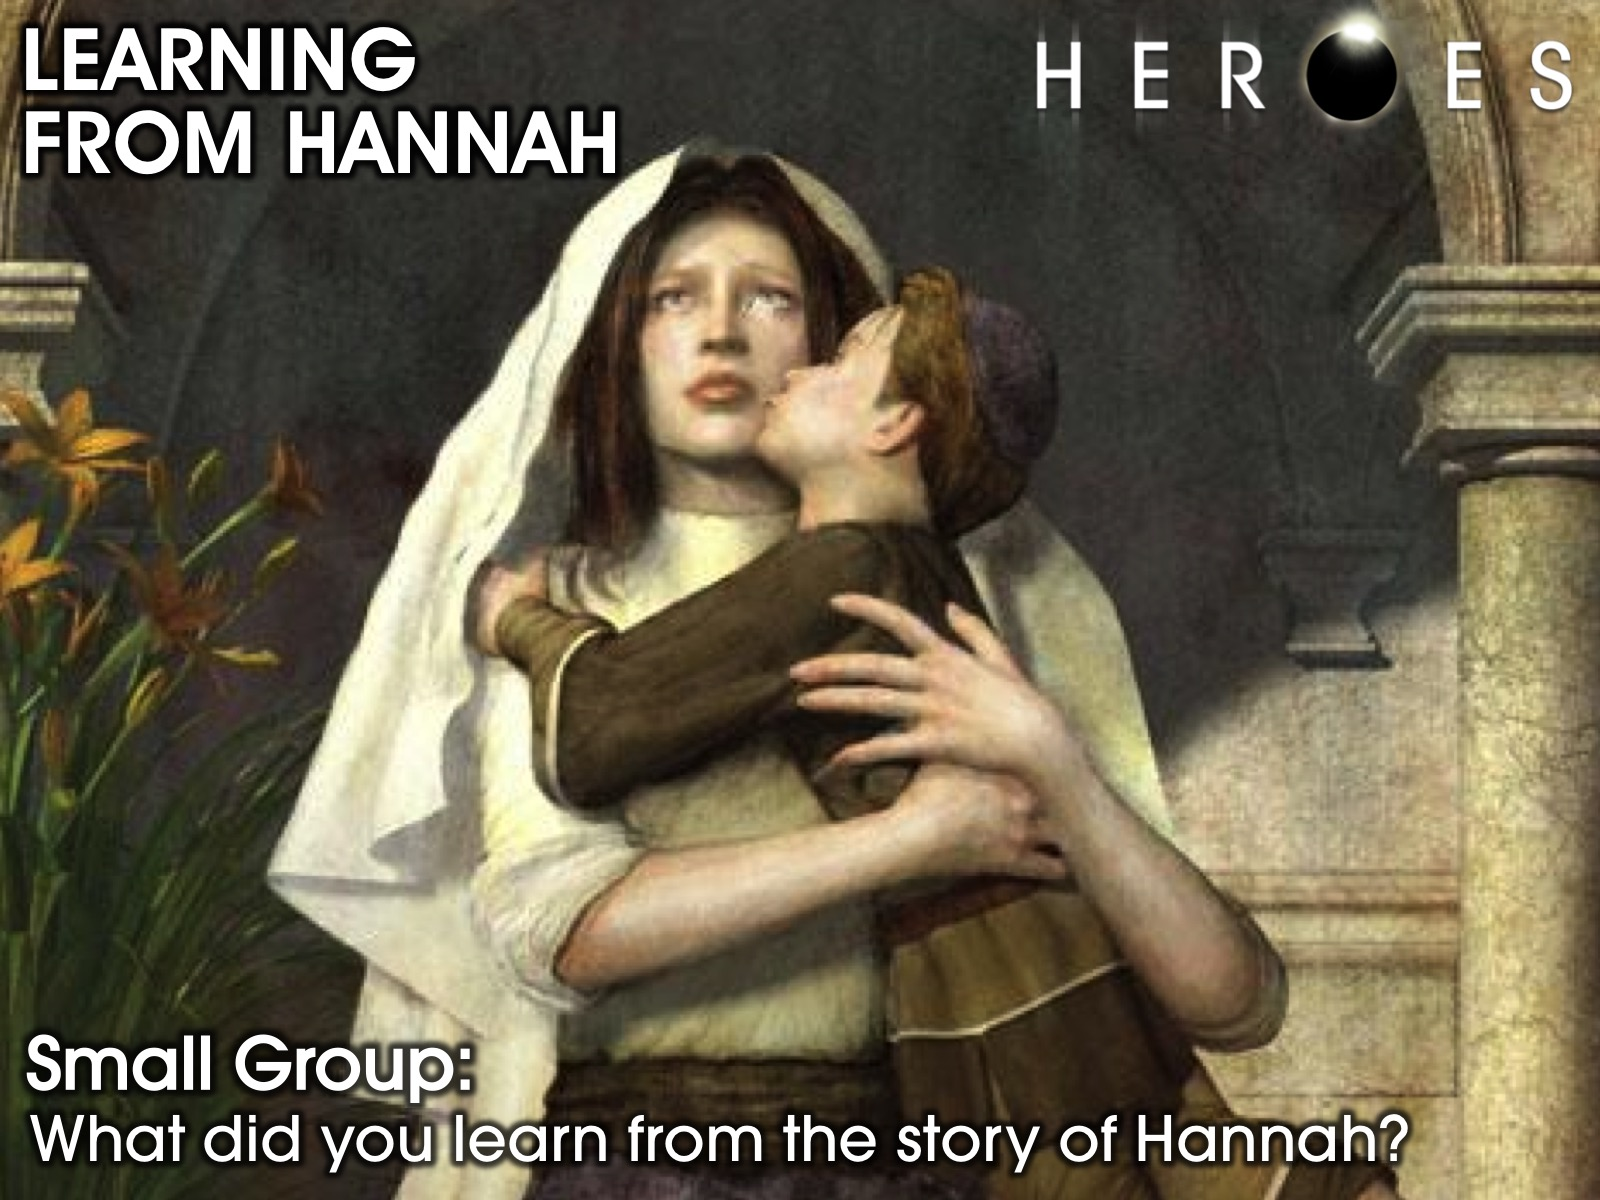 LEARNING
FROM HANNAH
HEROES
Small Group:
What did you learn from the story of Hannah?